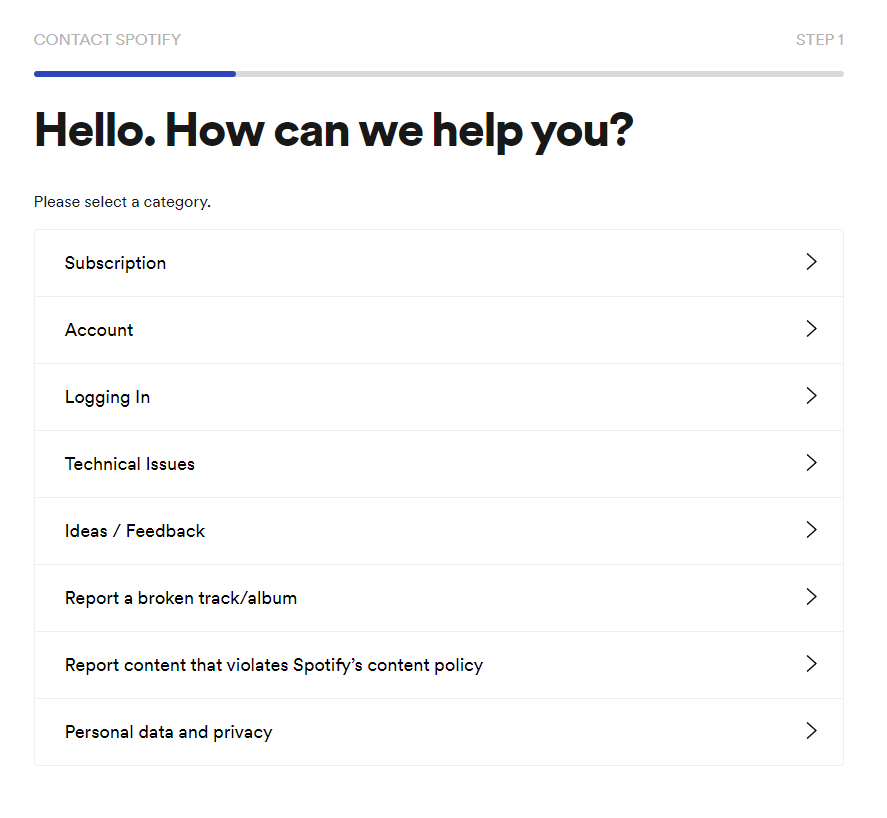 CONTACT SPOTIFY
STEP 1
Hello. How can we help you?
Please select a category.
Subscription
Account
Logging In
Technical Issues
Ideas / Feedback
Report a broken track/album
Report content that violates Spotify’s content policy
Personal data and privacy